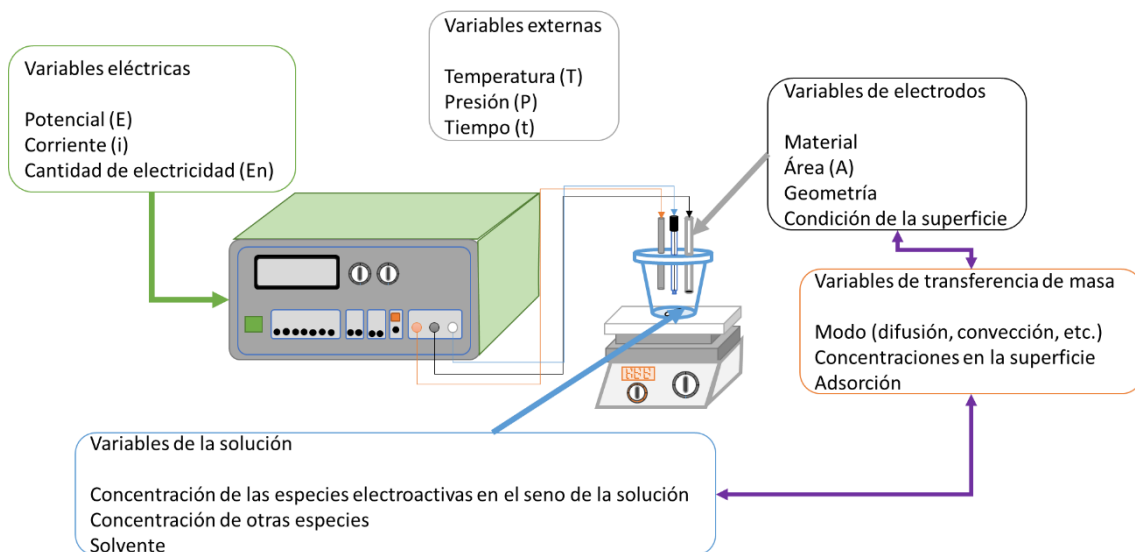 Variables externas
Temperatura (T)
Presión (P)
Tiempo (t)
Variables eléctricas
Potencial (E)
Corriente (i)
Cantidad de electricidad (En)
Variables de electrodos
Material
Área (A)
Geometría
Condición de la superficie
Variables de transferencia de masa
Modo (difusión, convección, etc.)
Concentraciones en la superficie
Adsorción
Variables de la solución
Concentración de las especies electroactivas en el seno de la solución
Concentración de otras especies
Solvente